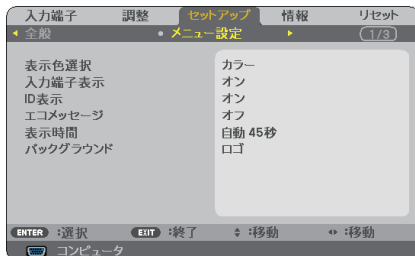 入力端子 調整 セットアップ 情報 リセット
全般 メニュー設定 (1/3)
表示色選択 カラー
入力端子表示 オン
ID表示 オン
エコメッセージ オフ
表示時間 自動 45秒
バックグラウンド ロゴ
ENTER :選択 EXIT :終了 :移動 :移動
コンピュータ